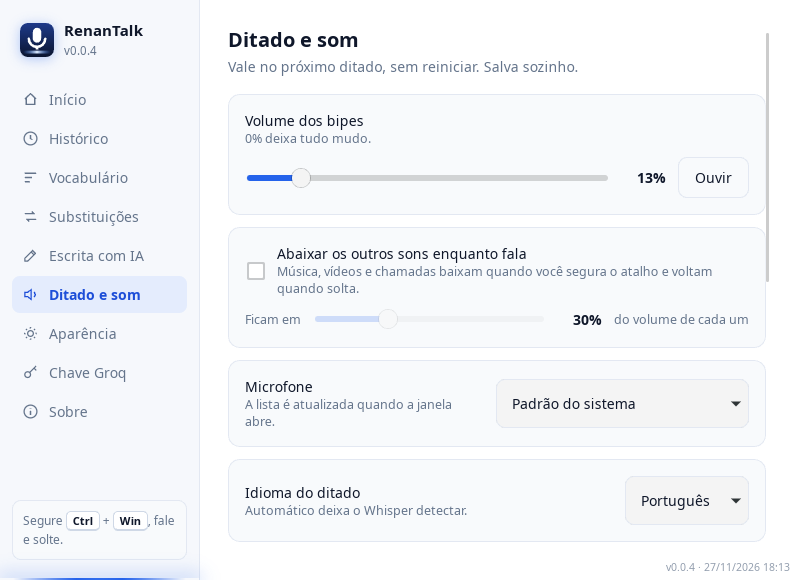 RenanTalk
v0.0.4
Início
Histórico
Vocabulário
Substituições
Escrita com IA
Ditado e som
Aparência
Chave Groq
Sobre
Segure Ctrl + Win, fale
e solte.
Ditado e som
Vale no próximo ditado, sem reiniciar. Salva sozinho.
Volume dos bipes
0% deixa tudo mudo.
13%
Ouvir
Abaixar os outros sons enquanto fala
Música, vídeos e chamadas baixam quando você segura o atalho e voltam
quando solta.
Ficam em 30% do volume de cada um
Microfone
A lista é atualizada quando a janela
abre.
Padrão do sistema
Idioma do ditado
Automático deixa o Whisper detectar.
Português
v0.0.4 · 27/11/2026 18:13